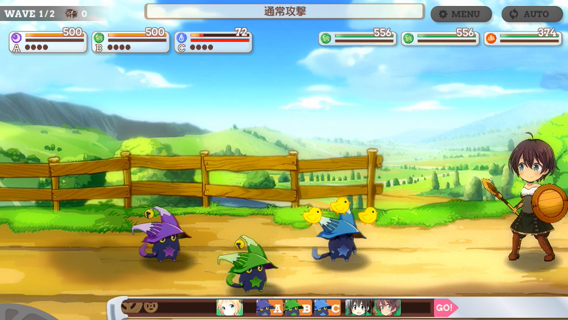 WAVE 1/2 0
通常攻撃
MENU
AUTO
500
A
500
B
72
C
556
556
374
A B C GO!